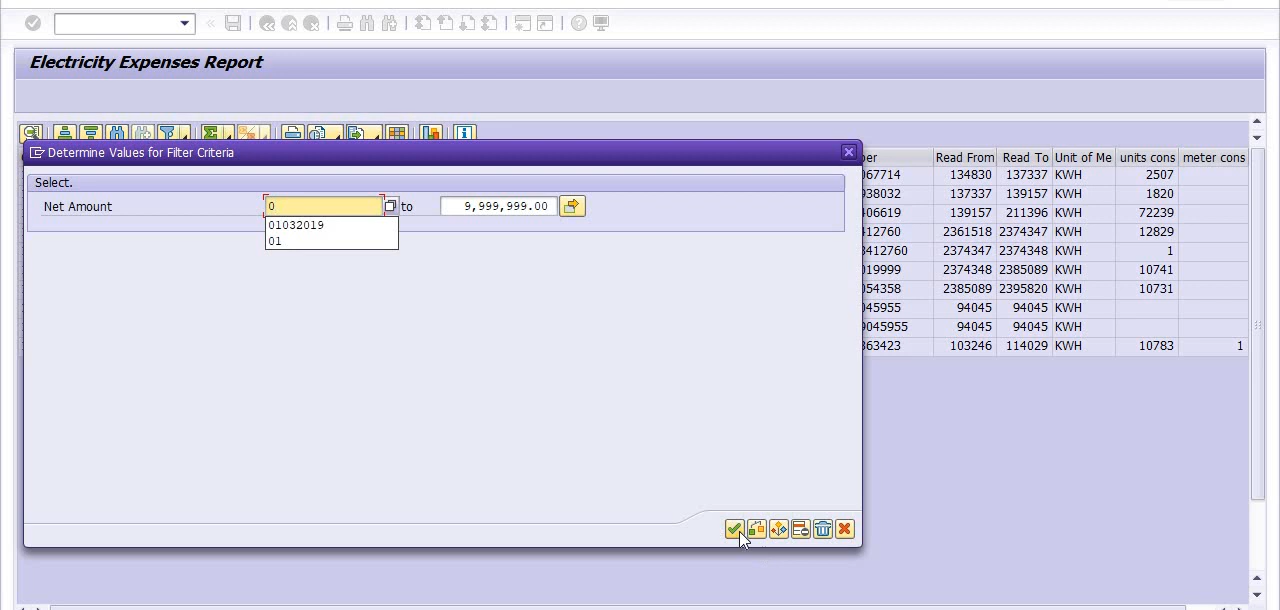 Electricity Expenses Report
Determine Values for Filter Criteria
Select.
Net Amount 0 to 9,999,999.00
01032019
01
Read From Read To Unit of Me units cons meter cons
067714 134830 137337 KWH 2507
938032 137337 139157 KWH 1820
406619 139157 211396 KWH 72239
412760 2361518 2374347 KWH 12829
8412760 2374347 2374348 KWH 1
019999 2374348 2385089 KWH 10741
054358 2385089 2395820 KWH 10731
045955 94045 94045 KWH
9045955 94045 94045 KWH
363423 103246 114029 KWH 10783 1